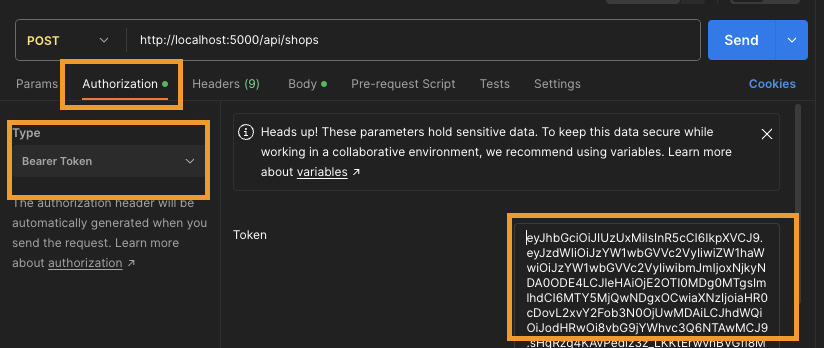 POST http://localhost:5000/api/shops Send
Params Authorization Headers (9) Body Pre-request Script Tests Settings Cookies
Type
Bearer Token
The authorization header will be
automatically generated when you
send the request. Learn more
about authorization ↗
Heads up! These parameters hold sensitive data. To keep this data secure while
working in a collaborative environment, we recommend using variables. Learn more
about variables ↗
Token